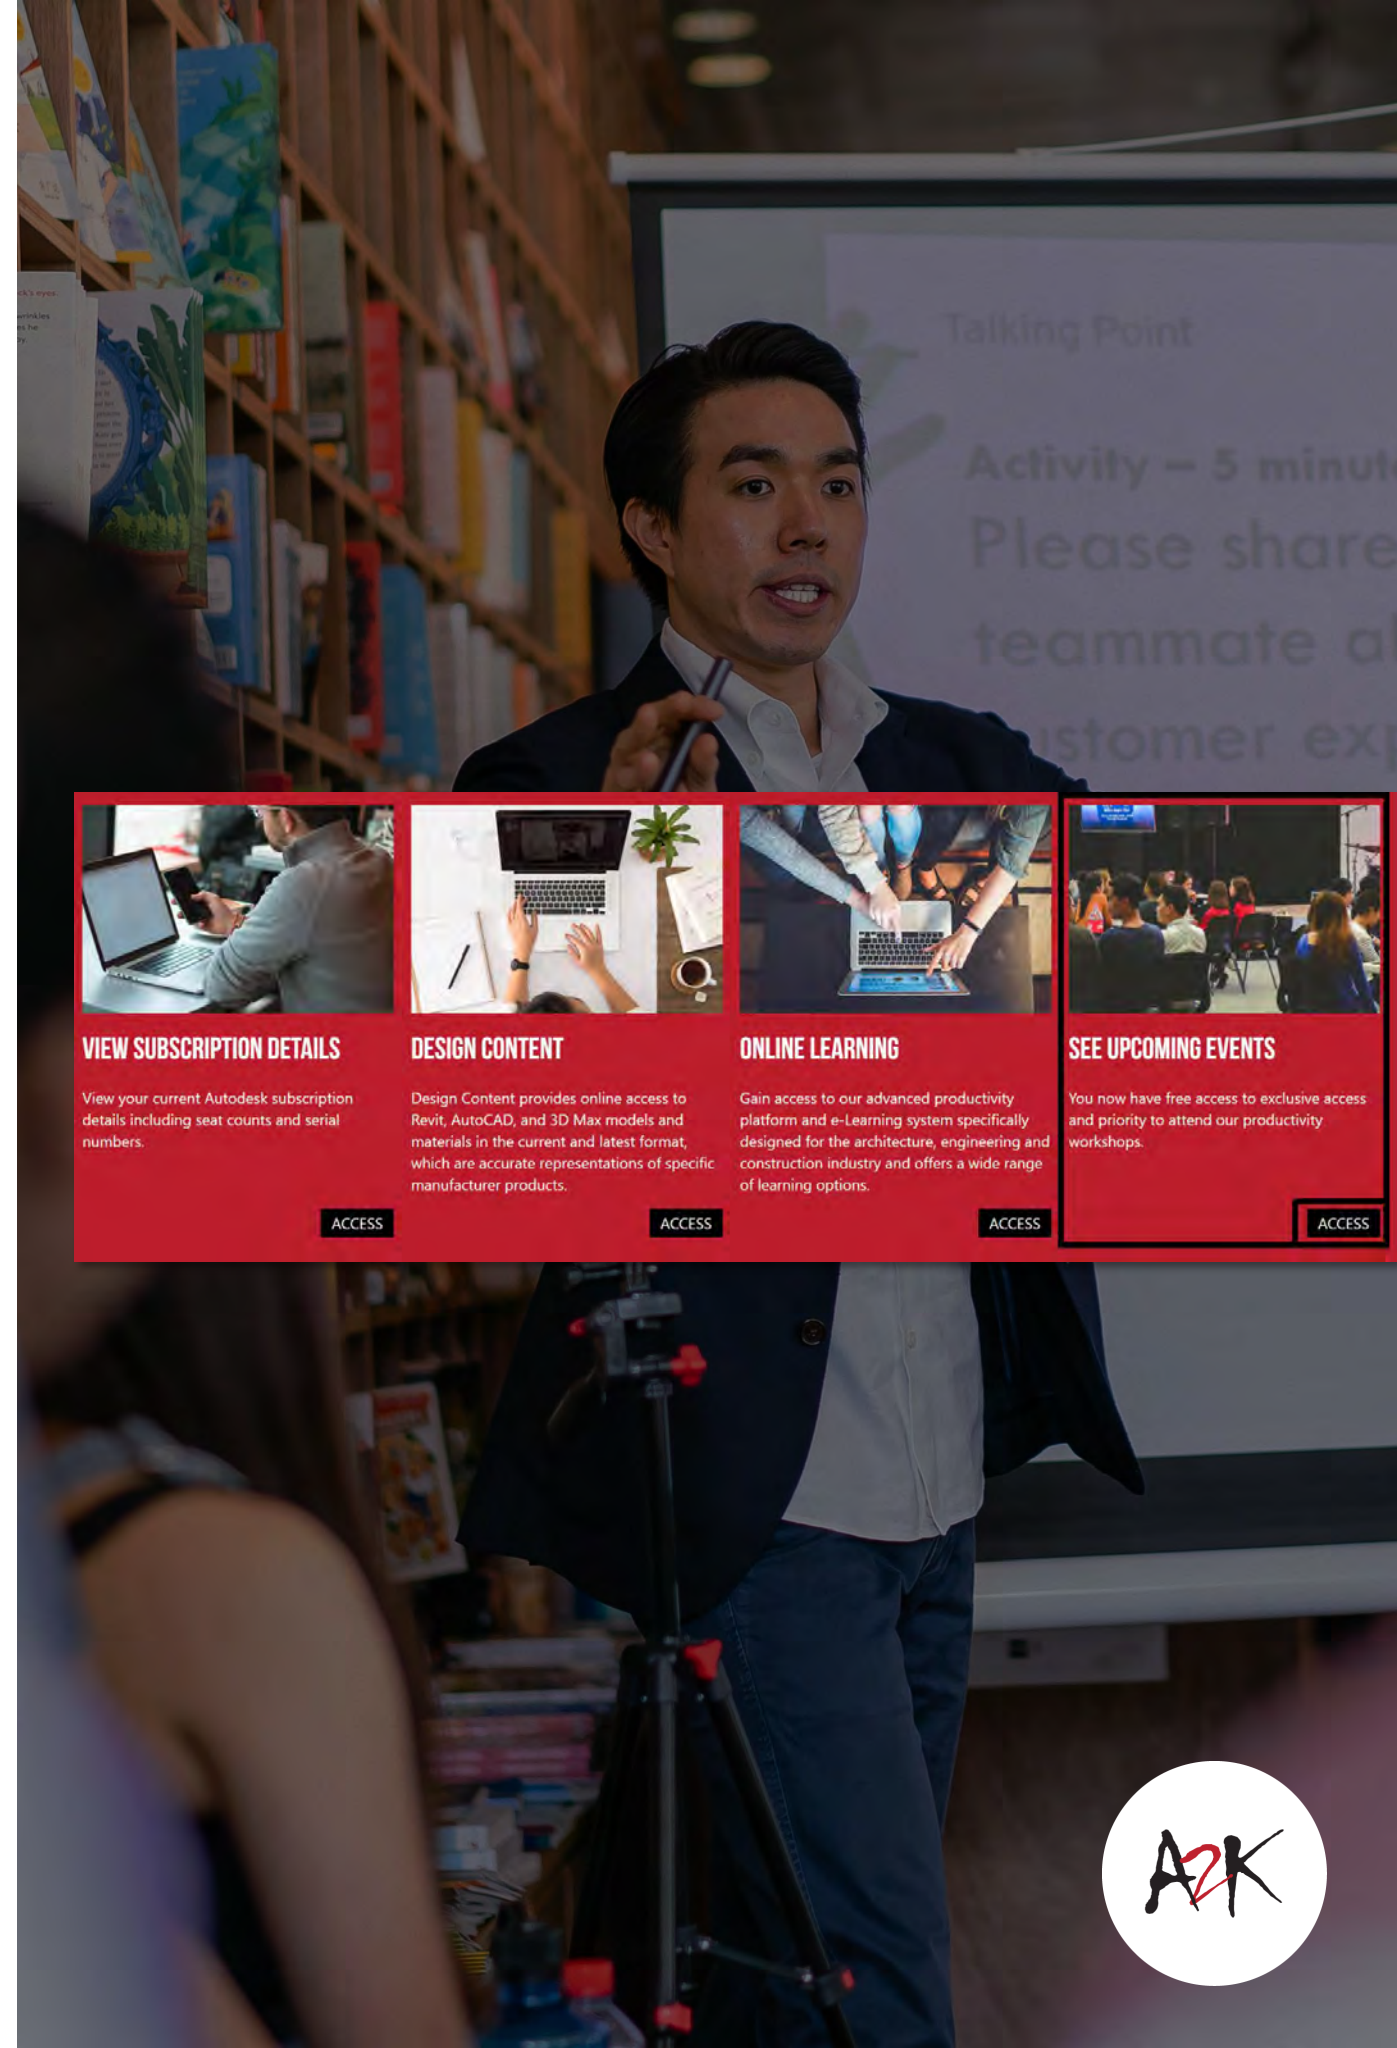 Talking Point
Activity – 5 minut
Please share
teammate a
ustomer exp
VIEW SUBSCRIPTION DETAILS
View your current Autodesk subscription
details including seat counts and serial
numbers.
ACCESS
DESIGN CONTENT
Design Content provides online access to
Revit, AutoCAD, and 3D Max models and
materials in the current and latest format,
which are accurate representations of specific
manufacturer products.
ACCESS
ONLINE LEARNING
Gain access to our advanced productivity
platform and e-Learning system specifically
designed for the architecture, engineering and
construction industry and offers a wide range
of learning options.
ACCESS
SEE UPCOMING EVENTS
You now have free access to exclusive access
and priority to attend our productivity
workshops.
ACCESS
A2K